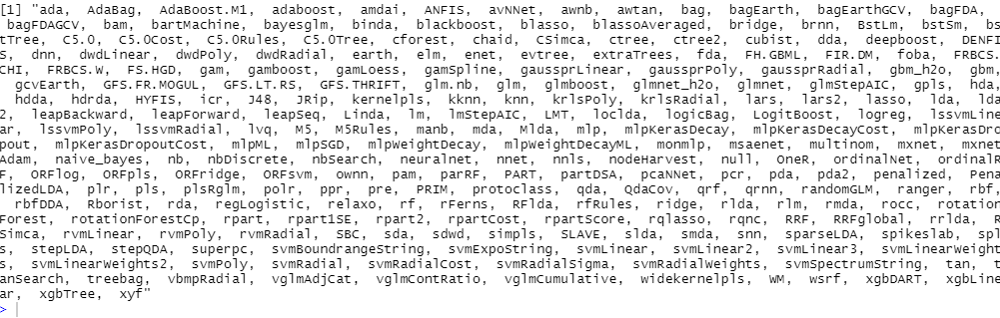 [1] "ada, AdaBag, AdaBoost.M1, adaboost, amdai, ANFIS, avNNet, awnb, awtan, bag, bagEarth, bagEarthGCV, bagFDA,
 bagFDAGCV, bam, bartMachine, bayesglm, binda, blackboost, blasso, blassoAveraged, bridge, brnn, BstLm, bstSm, bs
tTree, C5.0, C5.0Cost, C5.0Rules, C5.0Tree, cforest, chaid, CSimca, ctree, ctree2, cubist, dda, deepboost, DENFI
S, dnn, dwdLinear, dwdPoly, dwdRadial, earth, elm, enet, evtree, extraTrees, fda, FH.GBML, FIR.DM, foba, FRBCS.
CHI, FRBCS.W, FS.HGD, gam, gamboost, gamLoess, gamSpline, gaussprLinear, gaussprPoly, gaussprRadial, gbm_h2o, gbm,
 gcvEarth, GFS.FR.MOGUL, GFS.LT.RS, GFS.THRIFT, glm.nb, glm, glmboost, glmnet_h2o, glmnet, glmStepAIC, gpls, hda,
 hdda, hdrda, HYFIS, icr, J48, JRip, kernelpls, kknn, knn, krlsPoly, krlsRadial, lars, lars2, lasso, lda, lda
2, leapBackward, leapForward, leapSeq, Linda, lm, lmStepAIC, LMT, loclda, logicBag, LogitBoost, logreg, lssvmLine
ar, lssvmPoly, lssvmRadial, lvq, M5, M5Rules, manb, mda, Mlda, mlp, mlpKerasDecay, mlpKerasDecayCost, mlpKerasDro
pout, mlpKerasDropoutCost, mlpML, mlpSGD, mlpWeightDecay, mlpWeightDecayML, monmlp, msaenet, multinom, mxnet, mxnet
Adam, naive_bayes, nb, nbDiscrete, nbSearch, neuralnet, nnet, nnls, nodeHarvest, null, OneR, ordinalNet, ordinalR
F, ORFlog, ORFpls, ORFridge, ORFsvm, ownn, pam, parRF, PART, partDSA, pcaNNet, pcr, pda, pda2, penalized, Pena
lizedLDA, plr, pls, plsRglm, polr, ppr, pre, PRIM, protoclass, qda, QdaCov, qrf, qrnn, randomGLM, ranger, rbf,
 rbfDDA, Rborist, rda, regLogistic, relaxo, rf, rFerns, RFlda, rfRules, ridge, rlda, rlm, rmda, rocc, rotation
Forest, rotationForestCp, rpart, rpart1SE, rpart2, rpartCost, rpartScore, rqlasso, rqnc, RRF, RRFglobal, rrlda, R
Simca, rvmLinear, rvmPoly, rvmRadial, SBC, sda, sdwd, simpls, SLAVE, slda, smda, snn, sparseLDA, spikeslab, spl
s, stepLDA, stepQDA, superpc, svmBoundrangeString, svmExpoString, svmLinear, svmLinear2, svmLinear3, svmLinearWeight
s, svmLinearWeights2, svmPoly, svmRadial, svmRadialCost, svmRadialSigma, svmRadialWeights, svmSpectrumString, tan, t
anSearch, treebag, vbmpRadial, vglmAdjCat, vglmContRatio, vglmCumulative, widekernelpls, WM, wsrf, xgbDART, xgbLine
ar, xgbTree, xyf"
>